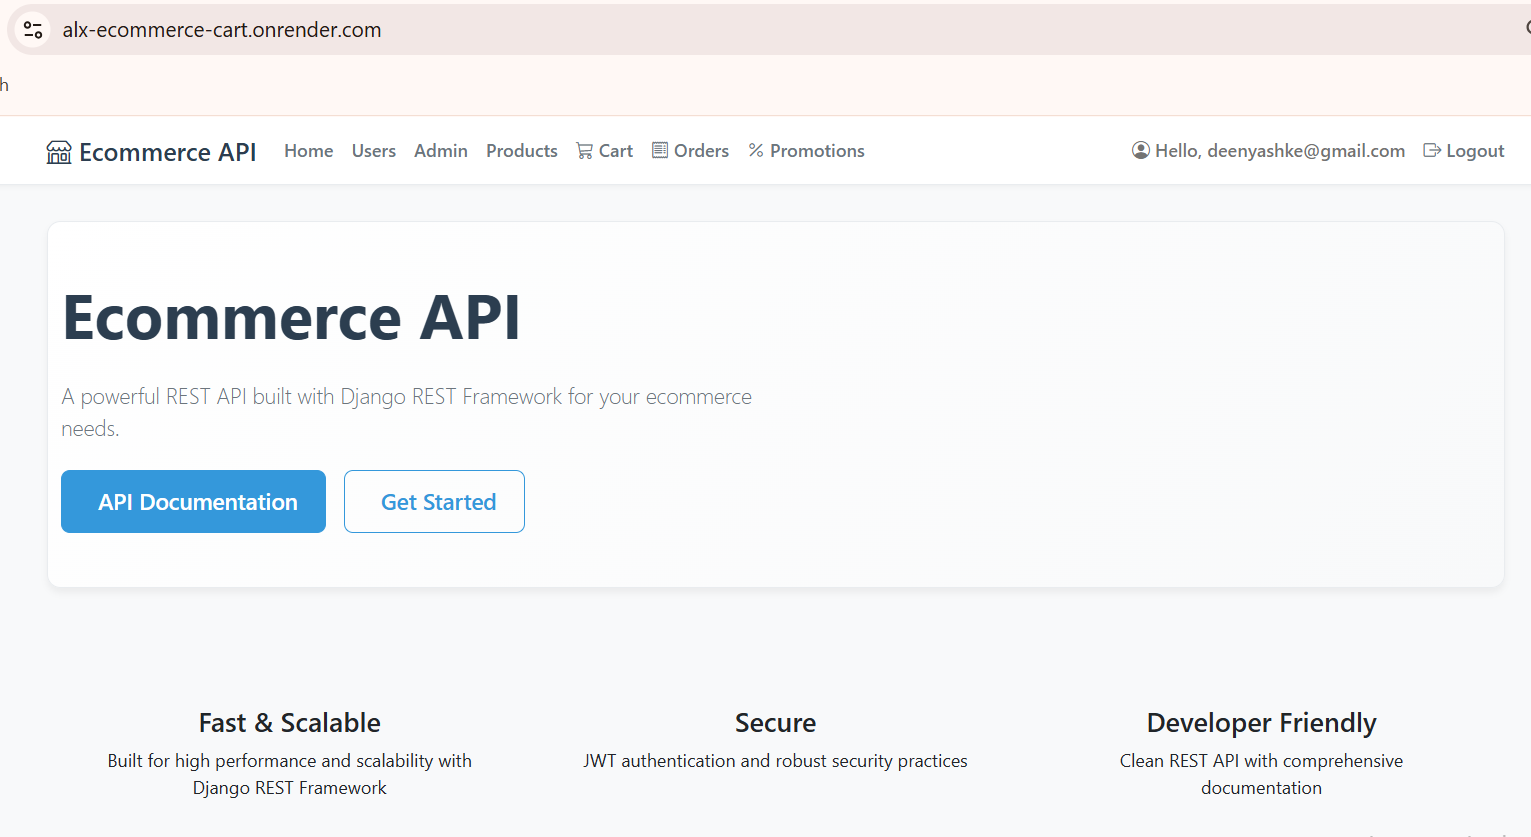 alx-ecommerce-cart.onrender.com
h
Ecommerce API Home Users Admin Products Cart Orders Promotions Hello, deenyashke@gmail.com Logout
Ecommerce API
A powerful REST API built with Django REST Framework for your ecommerce
needs.
API Documentation Get Started
Fast & Scalable
Built for high performance and scalability with
Django REST Framework
Secure
JWT authentication and robust security practices
Developer Friendly
Clean REST API with comprehensive
documentation